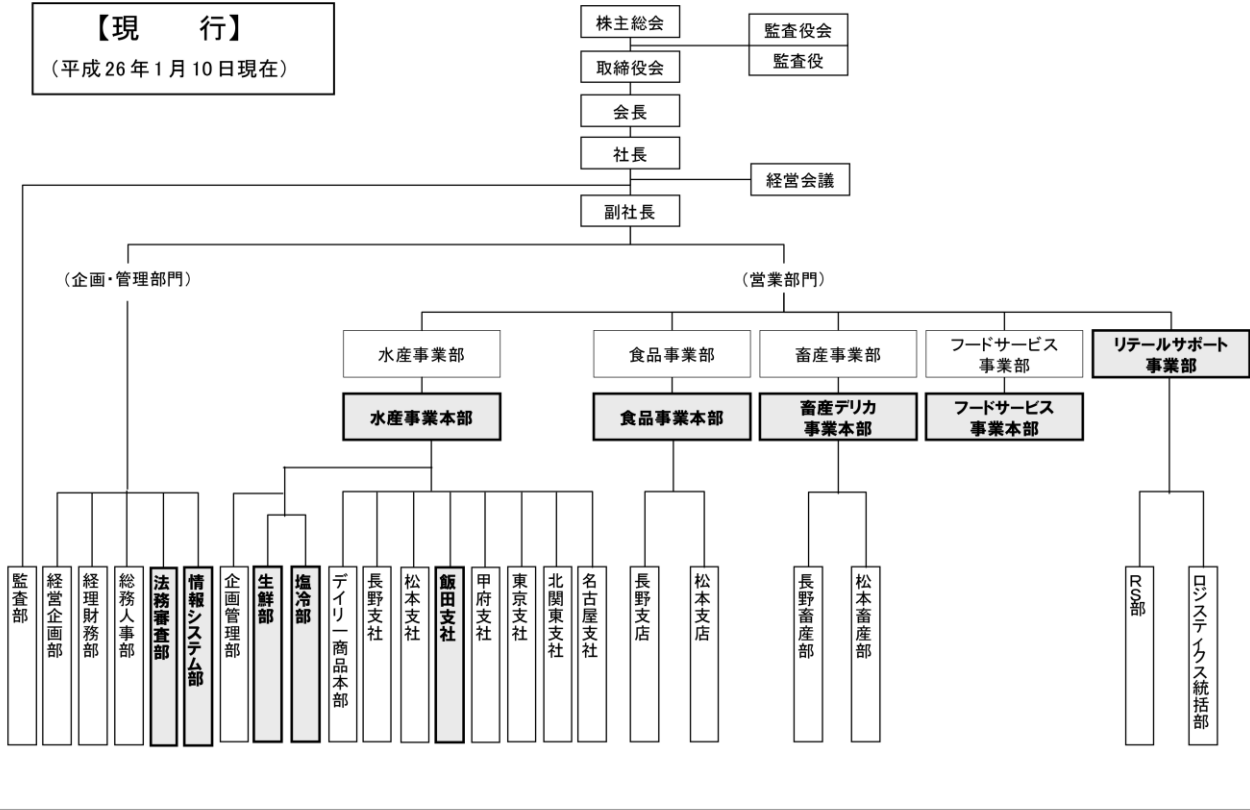 【現　　行】
（平成26年1月10日現在）
株主総会
監査役会
監査役
取締役会
会長
社長
経営会議
副社長
（企画・管理部門）
（営業部門）
水産事業部
食品事業部
畜産事業部
フードサービス
事業部
リテールサポート
事業部
水産事業本部
食品事業本部
畜産デリカ
事業本部
フードサービス
事業本部
監査部
経営企画部
経理財務部
総務人事部
法務審査部
情報システム部
企画管理部
生鮮部
塩冷部
デイリー商品本部
長野支社
松本支社
飯田支社
甲府支社
東京支社
北関東支社
名古屋支社
長野支店
松本支店
長野畜産部
松本畜産部
RS部
ロジステイクス統括部